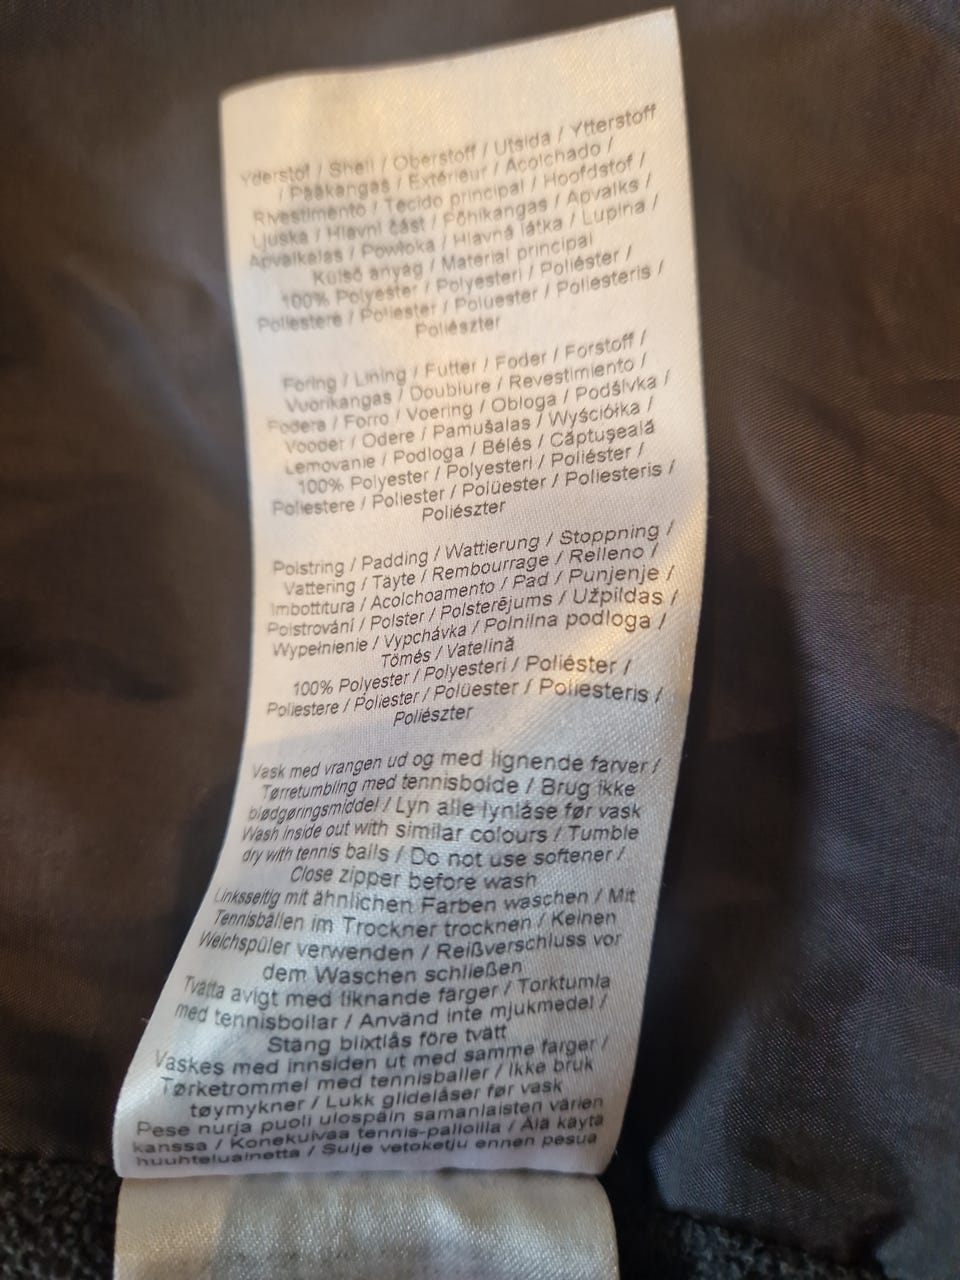 Yderstof / Shell / Oberstoff / Utsida / Ytterstoff
/ Pääkangas / Extérieur / Acolchado /
Rivestimento / Tecido principal / Hoofdstof /
Ljuska / Hlavní část / Põhikangas / Apvalks /
Apvalkalas / Powłoka / Hlavná látka / Lupina /
Külső anyag / Material principal
100% Polyester / Polyesteri / Poliéster /
Poliestere / Poliester / Polüester / Poliesteris /
Poliészter
Foring / Lining / Futter / Foder / Forstoff /
Vuorikangas / Doublure / Revestimiento /
Fodera / Forro / Voering / Obloga / Podšívka /
Vooder / Odere / Pamušalas / Wyściółka /
Lemovanie / Podloga / Bélés / Căptușeală
100% Polyester / Polyesteri / Poliéster /
Poliestere / Poliester / Polüester / Poliesteris /
Poliészter
Polstring / Padding / Wattierung / Stoppning /
Vattering / Täyte / Rembourrage / Relleno /
Imbottitura / Acolchoamento / Pad / Punjenje /
Polstrování / Polster / Polsterējums / Užpildas /
Wypełnienie / Vypchávka / Polnilna podloga /
Tömés / Vatelină
100% Polyester / Polyesteri / Poliéster /
Poliestere / Poliester / Polüester / Poliesteris /
Poliészter
Vask med vrangen ud og med lignende farver /
Tørretumbling med tennisbolde / Brug ikke
blødgøringsmiddel / Lyn alle lynlåse før vask
Wash inside out with similar colours / Tumble
dry with tennis balls / Do not use softener /
Close zipper before wash
Linksseitig mit ähnlichen Farben waschen / Mit
Tennisbällen im Trockner trocknen / Keinen
Weichspüler verwenden / Reißverschluss vor
dem Waschen schließen
Tvätta avigt med liknande färger / Torktumla
med tennisbollar / Använd inte mjukmedel /
Stäng blixtlås före tvätt
Vaskes med innsiden ut med samme farger /
Tørketrommel med tennisballer / Ikke bruk
tøymykner / Lukk glidelåser før vask
Pese nurja puoli ulospäin samanlaisten värien
kanssa / Konekuivaa tennis-palloilla / Älä käytä
huuhteluainetta / Sulje vetoketju ennen pesua